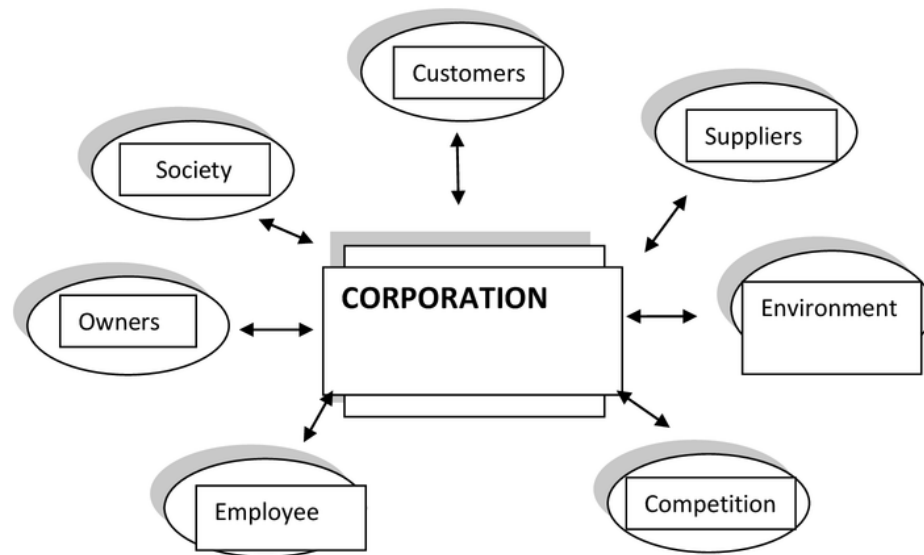 Customers
Suppliers
Society
CORPORATION
Owners
Environment
Employee
Competition